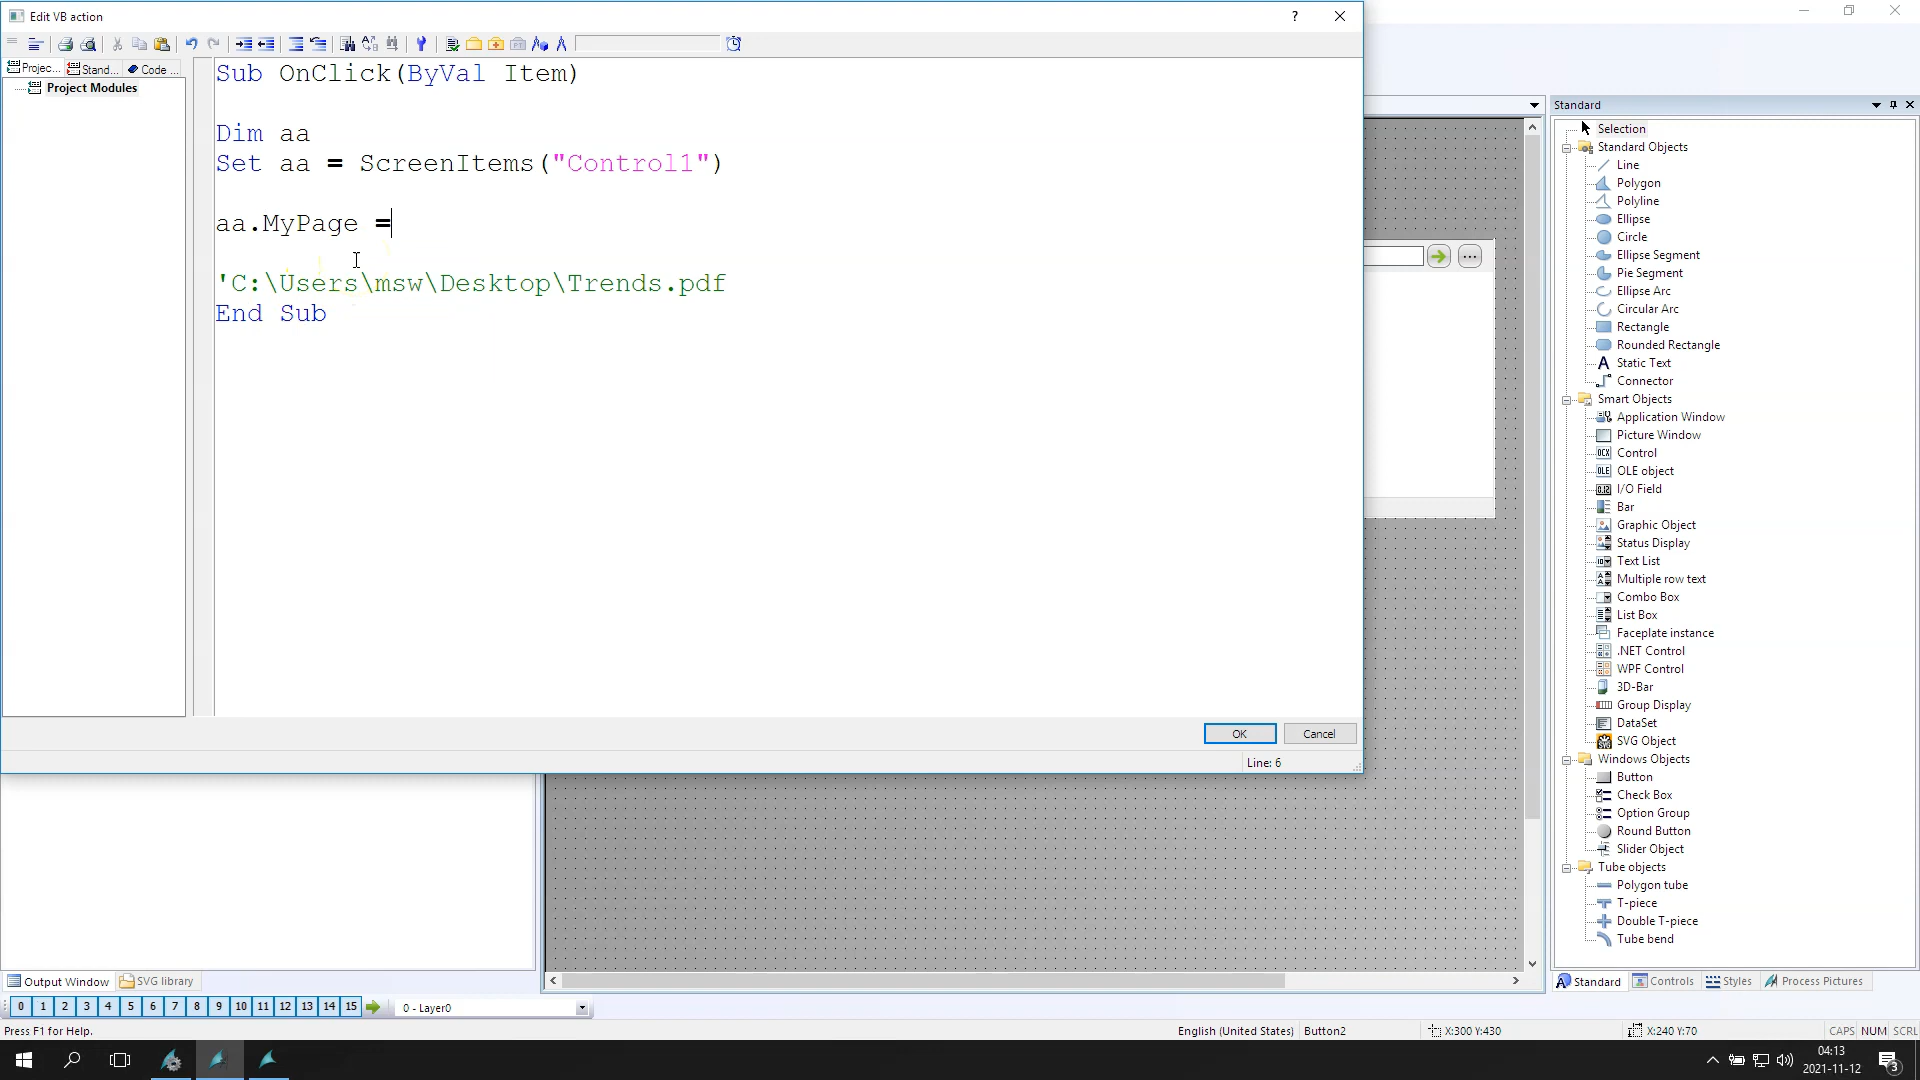 Edit VB action
?
Projec...
Stand...
Code ...
Project Modules
Sub OnClick(ByVal Item)
Dim aa
Set aa = ScreenItems("Control1")
aa.MyPage =
'C:\Users\msw\Desktop\Trends.pdf
End Sub
OK
Cancel
Line: 6
Standard
Selection
Standard Objects
Line
Polygon
Polyline
Ellipse
Circle
Ellipse Segment
Pie Segment
Ellipse Arc
Circular Arc
Rectangle
Rounded Rectangle
Static Text
Connector
Smart Objects
Application Window
Picture Window
Control
OLE object
I/O Field
Bar
Graphic Object
Status Display
Text List
Multiple row text
Combo Box
List Box
Faceplate instance
.NET Control
WPF Control
3D-Bar
Group Display
DataSet
SVG Object
Windows Objects
Button
Check Box
Option Group
Round Button
Slider Object
Tube objects
Polygon tube
T-piece
Double T-piece
Tube bend
Output Window
SVG library
Standard
Controls
Styles
Process Pictures
0 1 2 3 4 5 6 7 8 9 10 11 12 13 14 15
0 - Layer0
Press F1 for Help.
English (United States)
Button2
X:300 Y:430
X:240 Y:70
CAPS NUM SCRL
04:13
2021-11-12
3